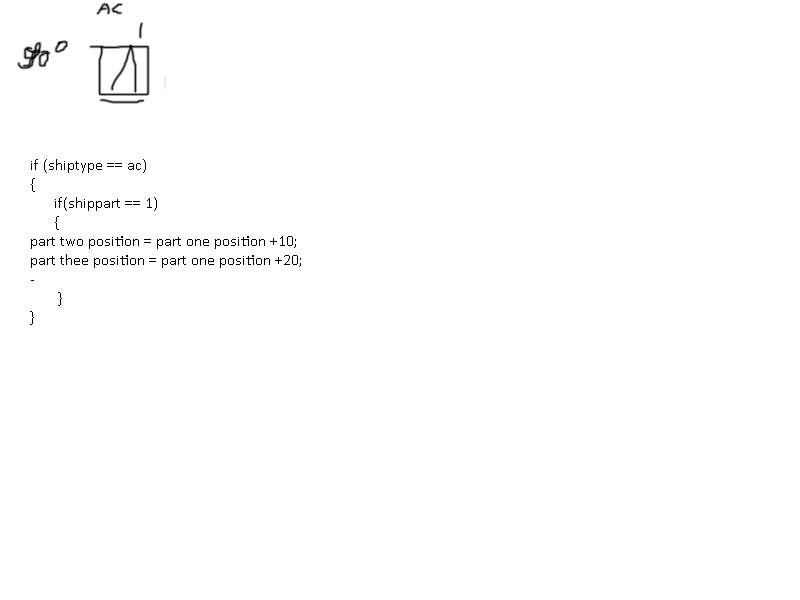 AC
1
90°
if (shiptype == ac)
{
if(shippart == 1)
{
part two position = part one position +10;
part thee position = part one position +20;
-
}
}